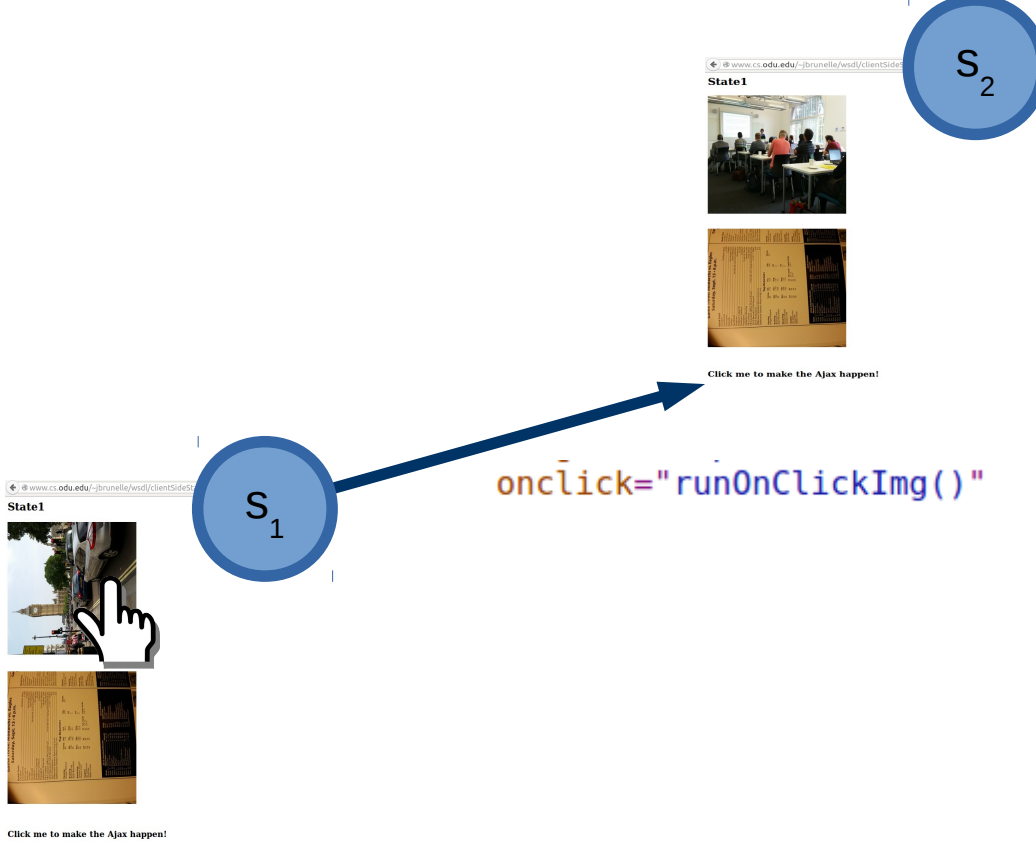 www.cs.odu.edu/~jbrunelle/wsdl/clientSideS
S2
State1
Click me to make the Ajax happen!
S1
onclick="runOnClickImg()"
www.cs.odu.edu/~jbrunelle/wsdl/clientSideSt
State1
Click me to make the Ajax happen!